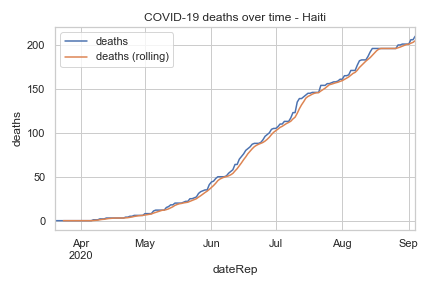 COVID-19 deaths over time - Haiti
deaths
deaths (rolling)
200
150
100
50
0
deaths
Apr
2020
May
Jun
Jul
Aug
Sep
dateRep